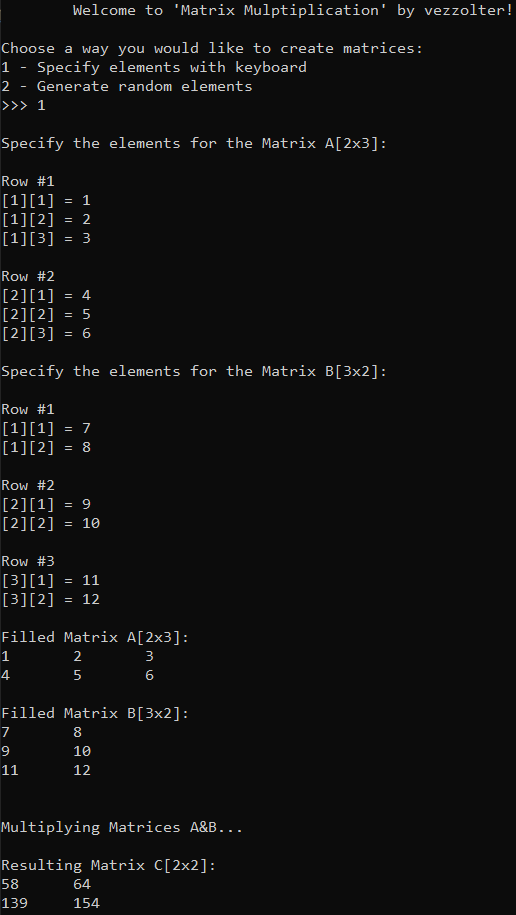 Welcome to 'Matrix Mulptiplication' by vezzolter!
Choose a way you would like to create matrices:
1 - Specify elements with keyboard
2 - Generate random elements
>>> 1
Specify the elements for the Matrix A[2x3]:
Row #1
[1][1] = 1
[1][2] = 2
[1][3] = 3
Row #2
[2][1] = 4
[2][2] = 5
[2][3] = 6
Specify the elements for the Matrix B[3x2]:
Row #1
[1][1] = 7
[1][2] = 8
Row #2
[2][1] = 9
[2][2] = 10
Row #3
[3][1] = 11
[3][2] = 12
Filled Matrix A[2x3]:
1 2 3
4 5 6
Filled Matrix B[3x2]:
7 8
9 10
11 12
Multiplying Matrices A&B...
Resulting Matrix C[2x2]:
58 64
139 154